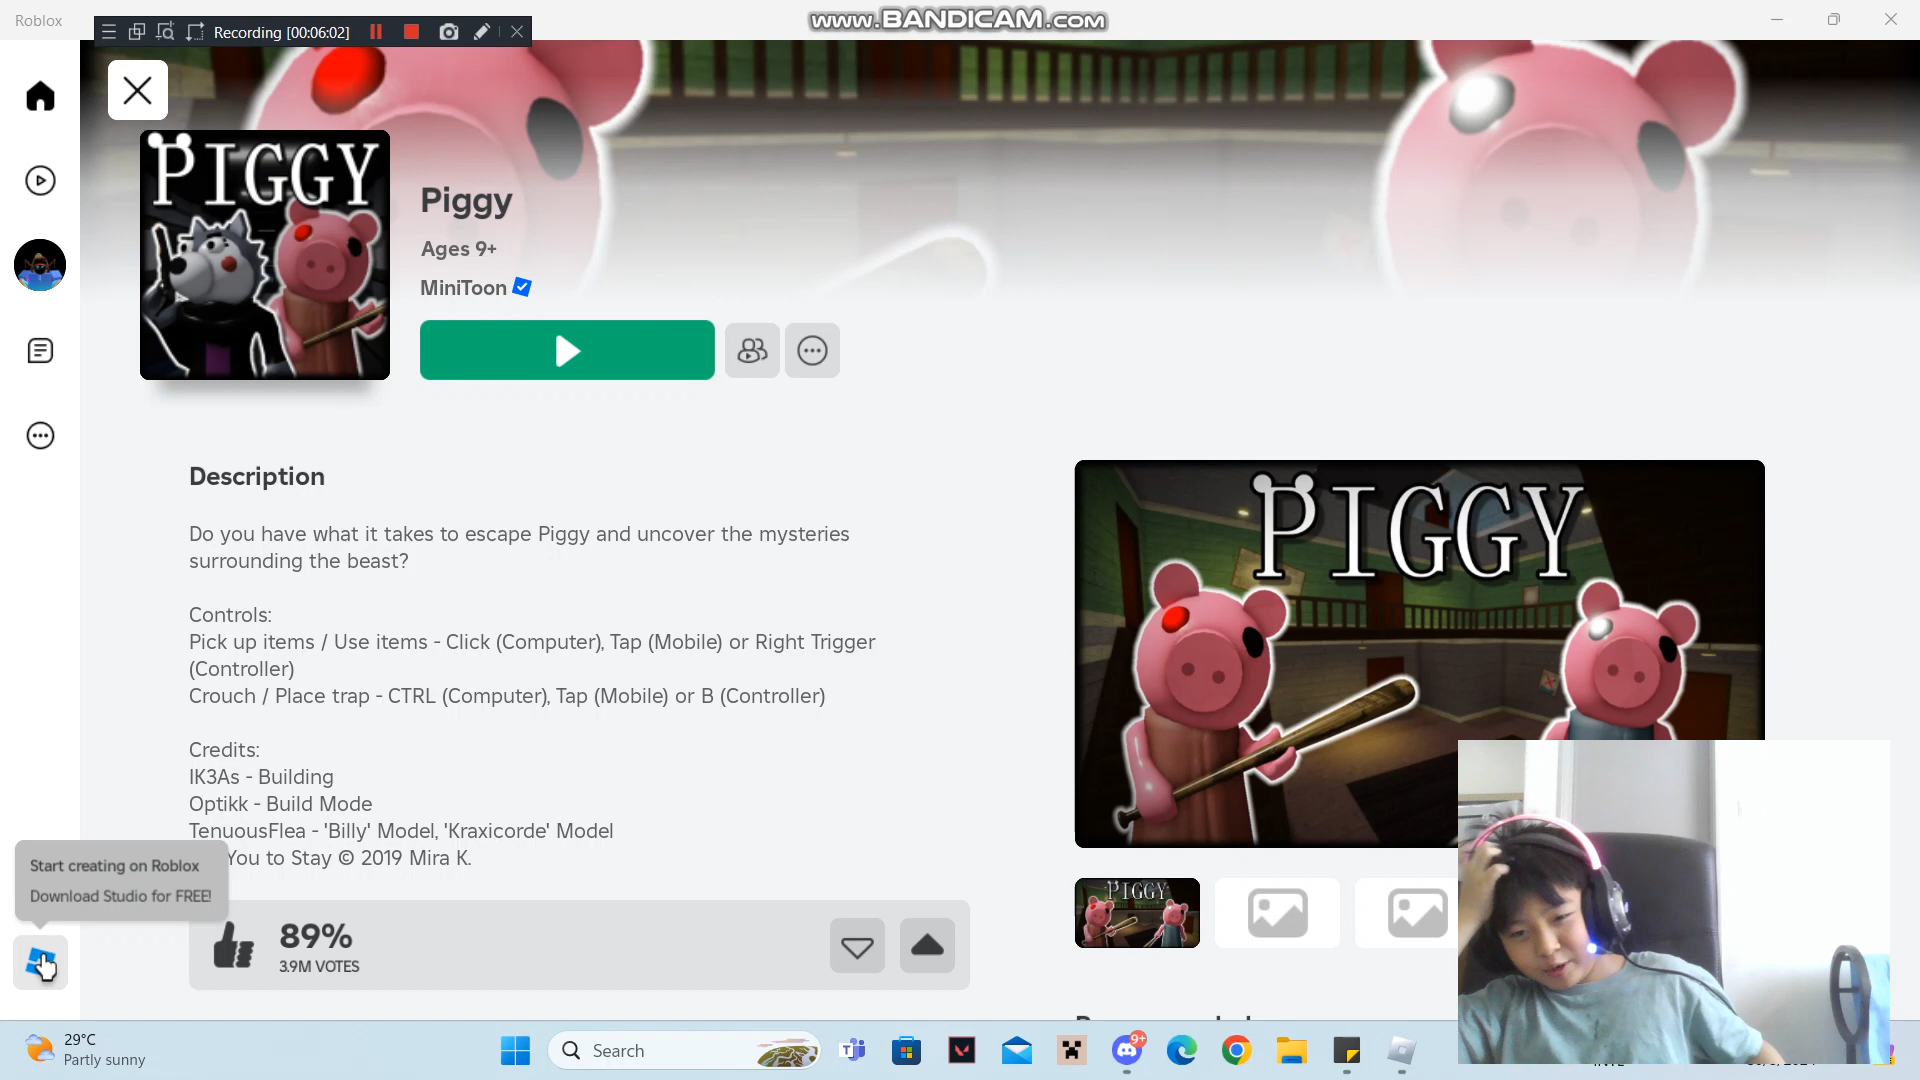 Roblox
Recording [00:06:02]
www.BANDICAM.com
PIGGY
Piggy
Ages 9+
MiniToon
Description
Do you have what it takes to escape Piggy and uncover the mysteries
surrounding the beast?
Controls:
Pick up items / Use items - Click (Computer), Tap (Mobile) or Right Trigger
(Controller)
Crouch / Place trap - CTRL (Computer), Tap (Mobile) or B (Controller)
Credits:
IK3As - Building
Optikk - Build Mode
TenuousFlea - 'Billy' Model, 'Kraxicorde' Model
You to Stay © 2019 Mira K.
Start creating on Roblox
Download Studio for FREE!
89%
3.9M VOTES
PIGGY
PIGGY
29°C
Partly sunny
Search
9+